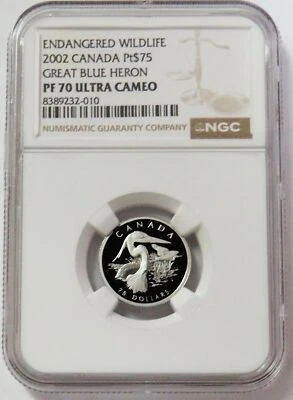 ENDANGERED WILDLIFE
2002 CANADA Pt$75
GREAT BLUE HERON
PF 70 ULTRA CAMEO
8389232-010
NUMISMATIC GUARANTY COMPANY NGC
CANADA
75 DOLLARS